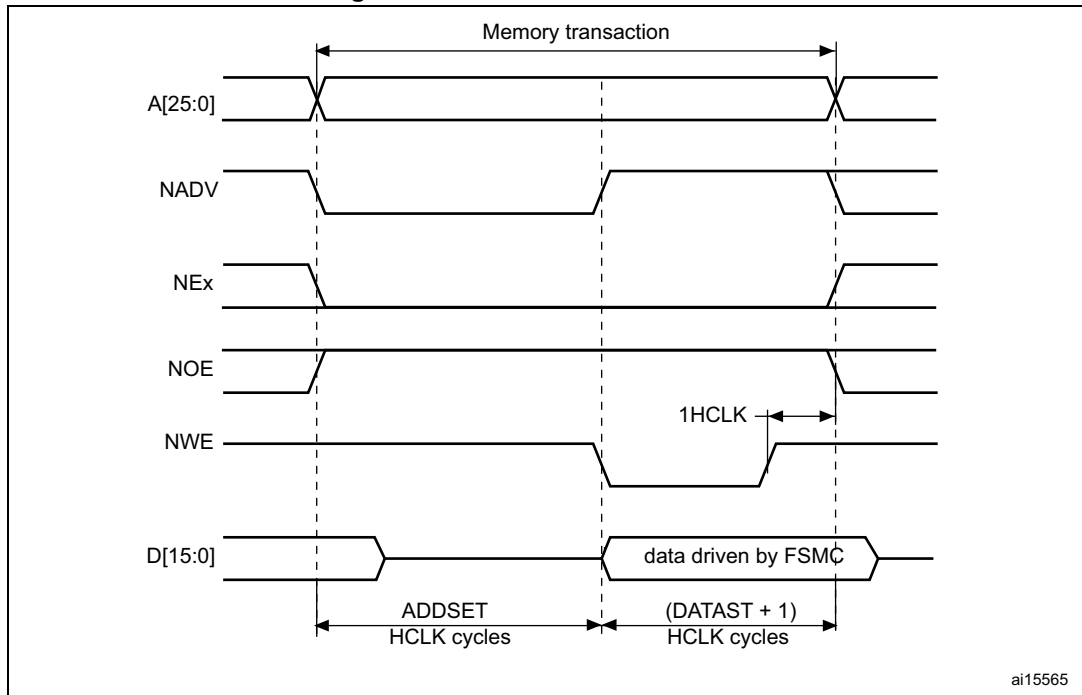 Memory transaction
A[25:0]
NADV
NEx
NOE
1HCLK
NWE
D[15:0]
data driven by FSMC
ADDSET
HCLK cycles
(DATAST + 1)
HCLK cycles
ai15565